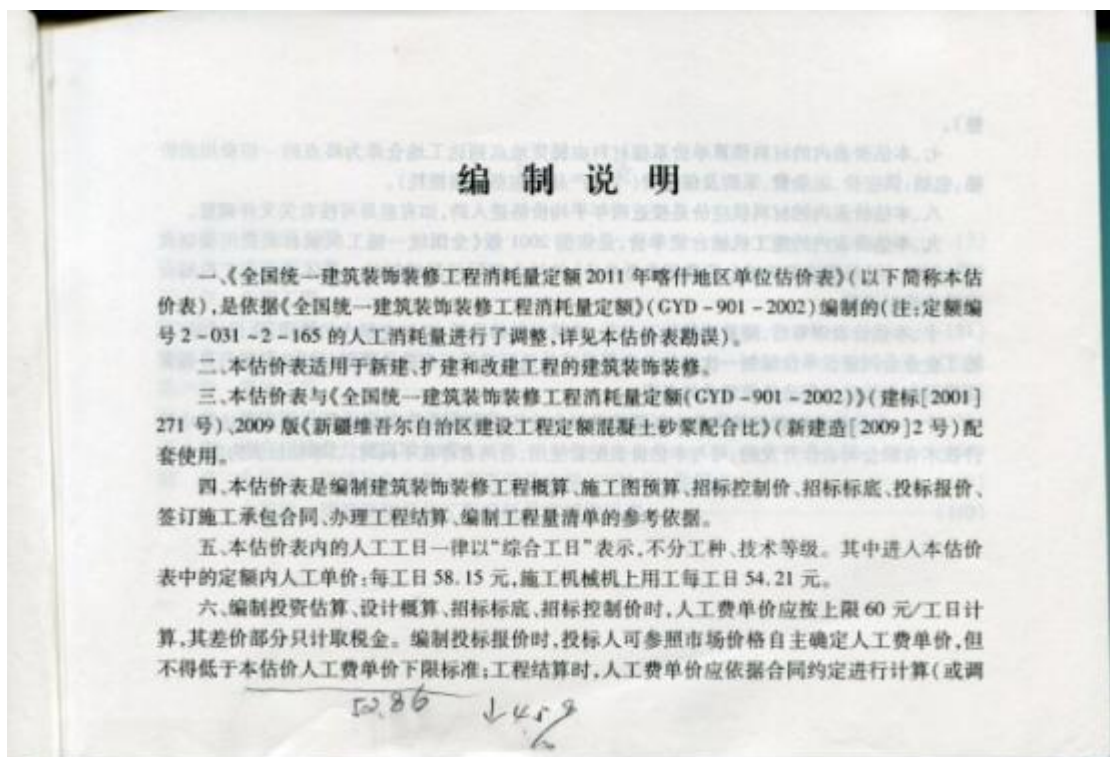 编制说明
一、《全国统一建筑装饰装修工程消耗量定额2011年喀什地区单位估价表》(以下简称本估
价表),是依据《全国统一建筑装饰装修工程消耗量定额》(GYD-901-2002)编制的(注:定额编
号2-031~2-165的人工消耗量进行了调整,详见本估价表勘误)。
二、本估价表适用于新建、扩建和改建工程的建筑装饰装修。
三、本估价表与《全国统一建筑装饰装修工程消耗量定额(GYD-901-2002)》(建标[2001]
271号)、2009版《新疆维吾尔自治区建设工程定额混凝土砂浆配合比》(新建造[2009]2号)配
套使用。
四、本估价表是编制建筑装饰装修工程概算、施工图预算、招标控制价、招标标底、投标报价、
签订施工承包合同、办理工程结算、编制工程量清单的参考依据。
五、本估价表内的人工工日一律以“综合工日”表示,不分工种、技术等级。其中进入本估价
表中的定额内人工单价:每工日58.15元,施工机械机上用工每工日54.21元。
六、编制投资估算、设计概算、招标标底、招标控制价时,人工费单价应按上限60元/工日计
算,其差价部分只计取税金。编制投标报价时,投标人可参照市场价格自主确定人工费单价,但
不得低于本估价人工费单价下限标准;工程结算时,人工费单价应依据合同约定进行计算(或调
52.86